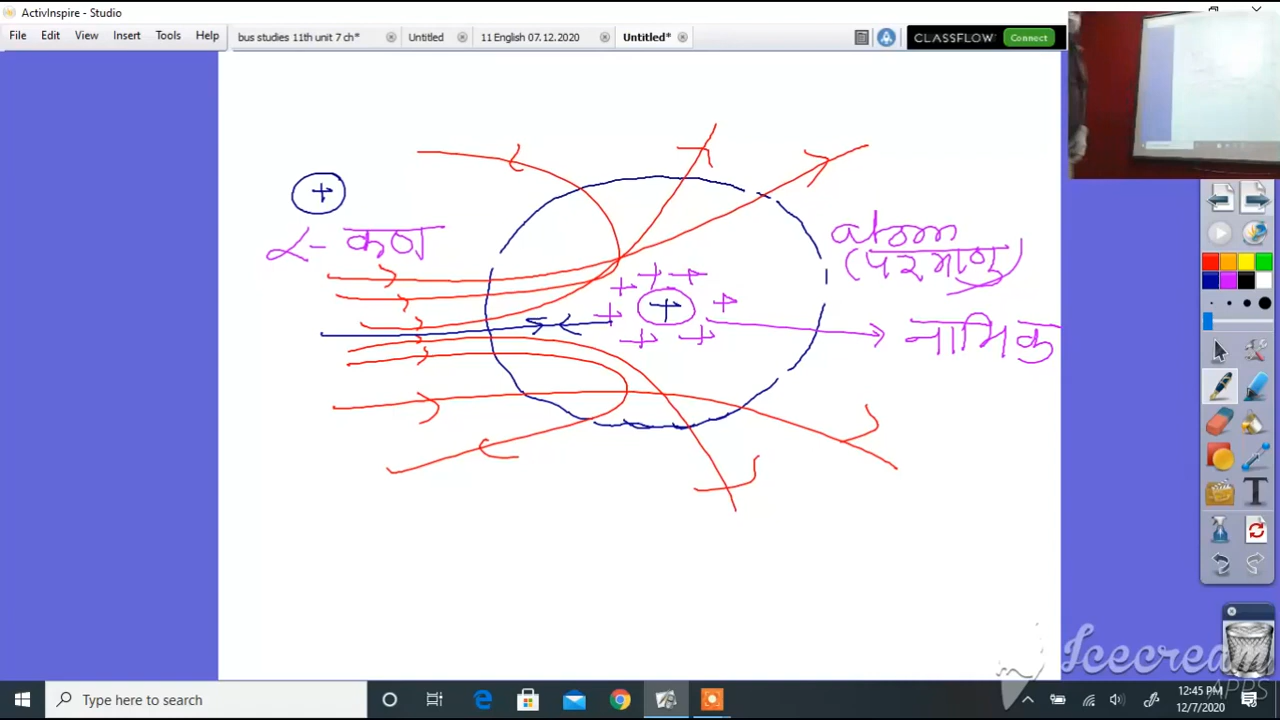 ActivInspire - Studio
File Edit View Insert Tools Help
bus studies 11th unit 7 ch* Untitled 11 English 07.12.2020 Untitled*
CLASSFLOW Connect
+
α- कण
atom
(परमाणु)
+ + +
+ + +
+ +
नाभिक
Icecream
APPS
Type here to search
12:45 PM
12/7/2020